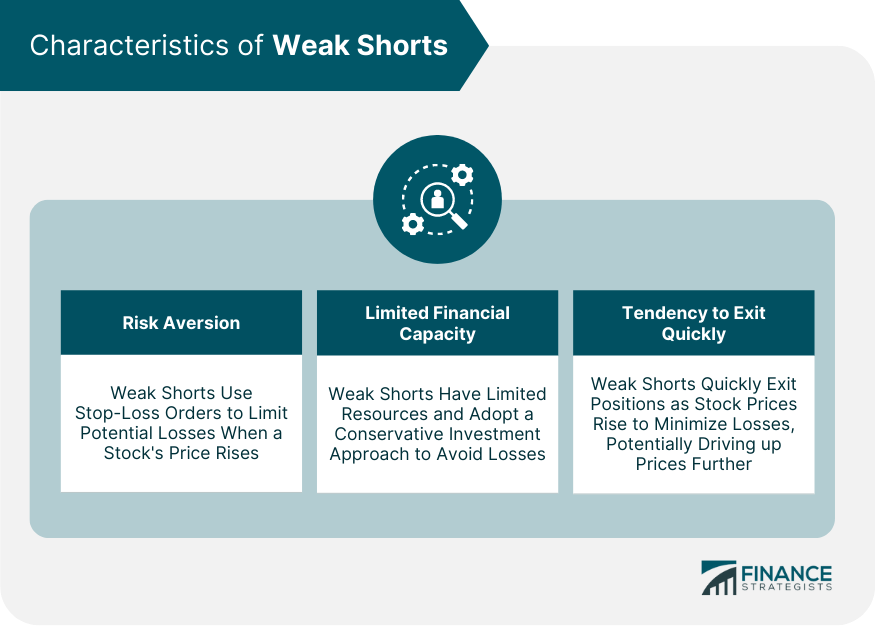 Characteristics of Weak Shorts
Risk Aversion
Weak Shorts Use
Stop-Loss Orders to Limit
Potential Losses When a
Stock's Price Rises
Limited Financial
Capacity
Weak Shorts Have Limited
Resources and Adopt a
Conservative Investment
Approach to Avoid Losses
Tendency to Exit
Quickly
Weak Shorts Quickly Exit
Positions as Stock Prices
Rise to Minimize Losses,
Potentially Driving up
Prices Further
FINANCE
STRATEGISTS